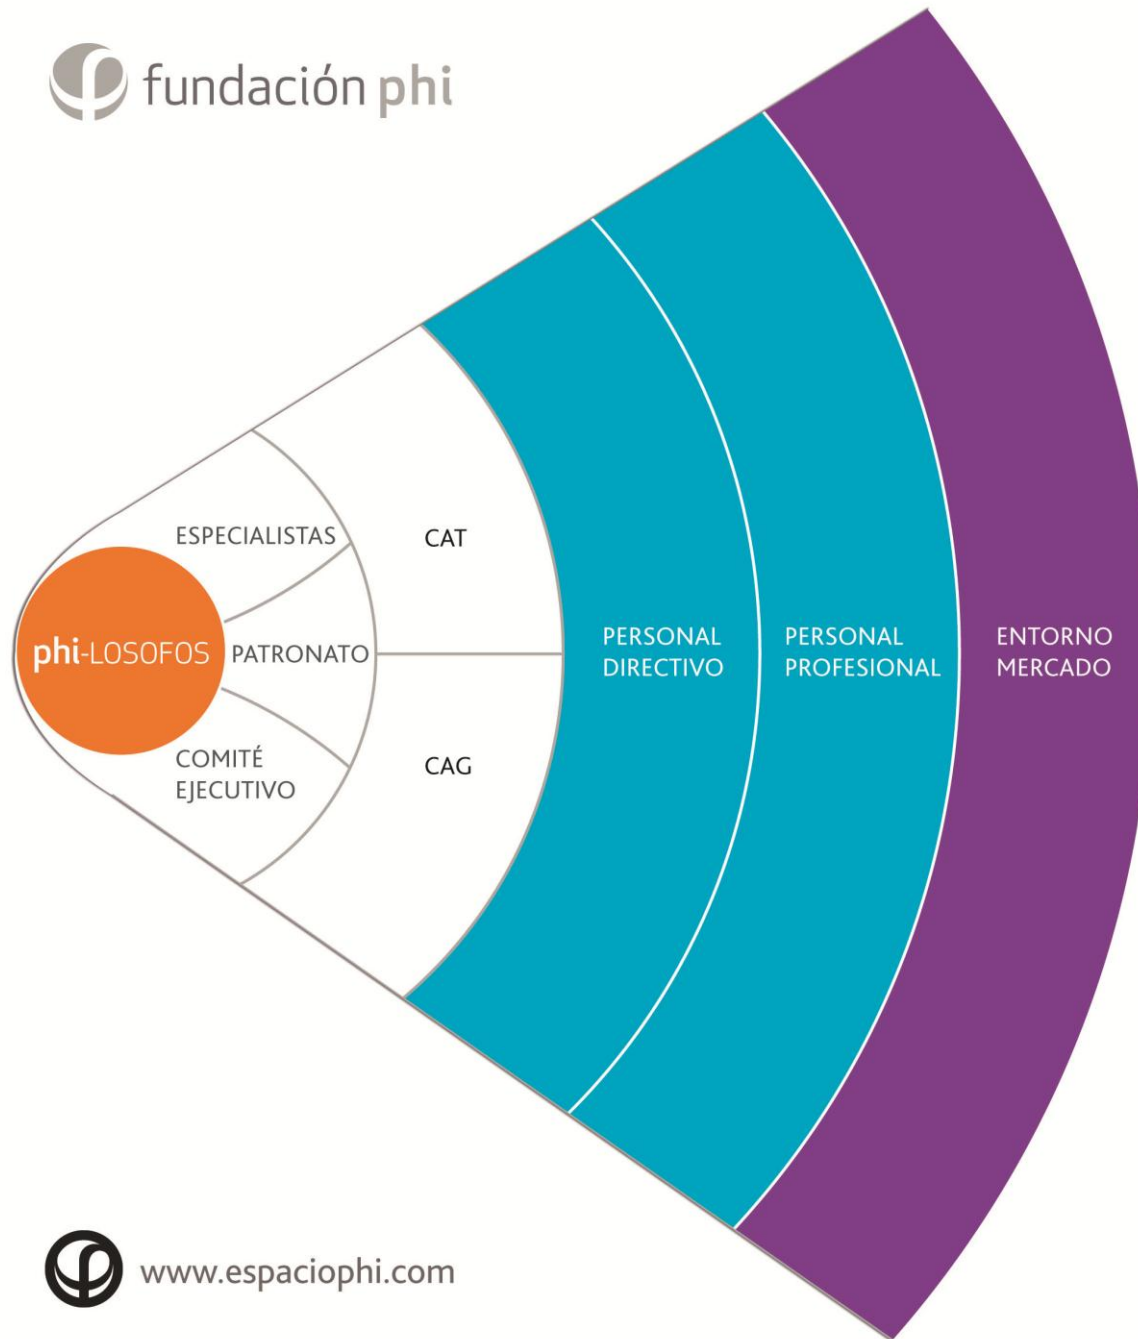 fundación phi
ESPECIALISTAS
CAT
phi-LOSOFOS
PATRONATO
PERSONAL
DIRECTIVO
PERSONAL
PROFESIONAL
ENTORNO
MERCADO
COMITÉ
EJECUTIVO
CAG
www.espaciophi.com